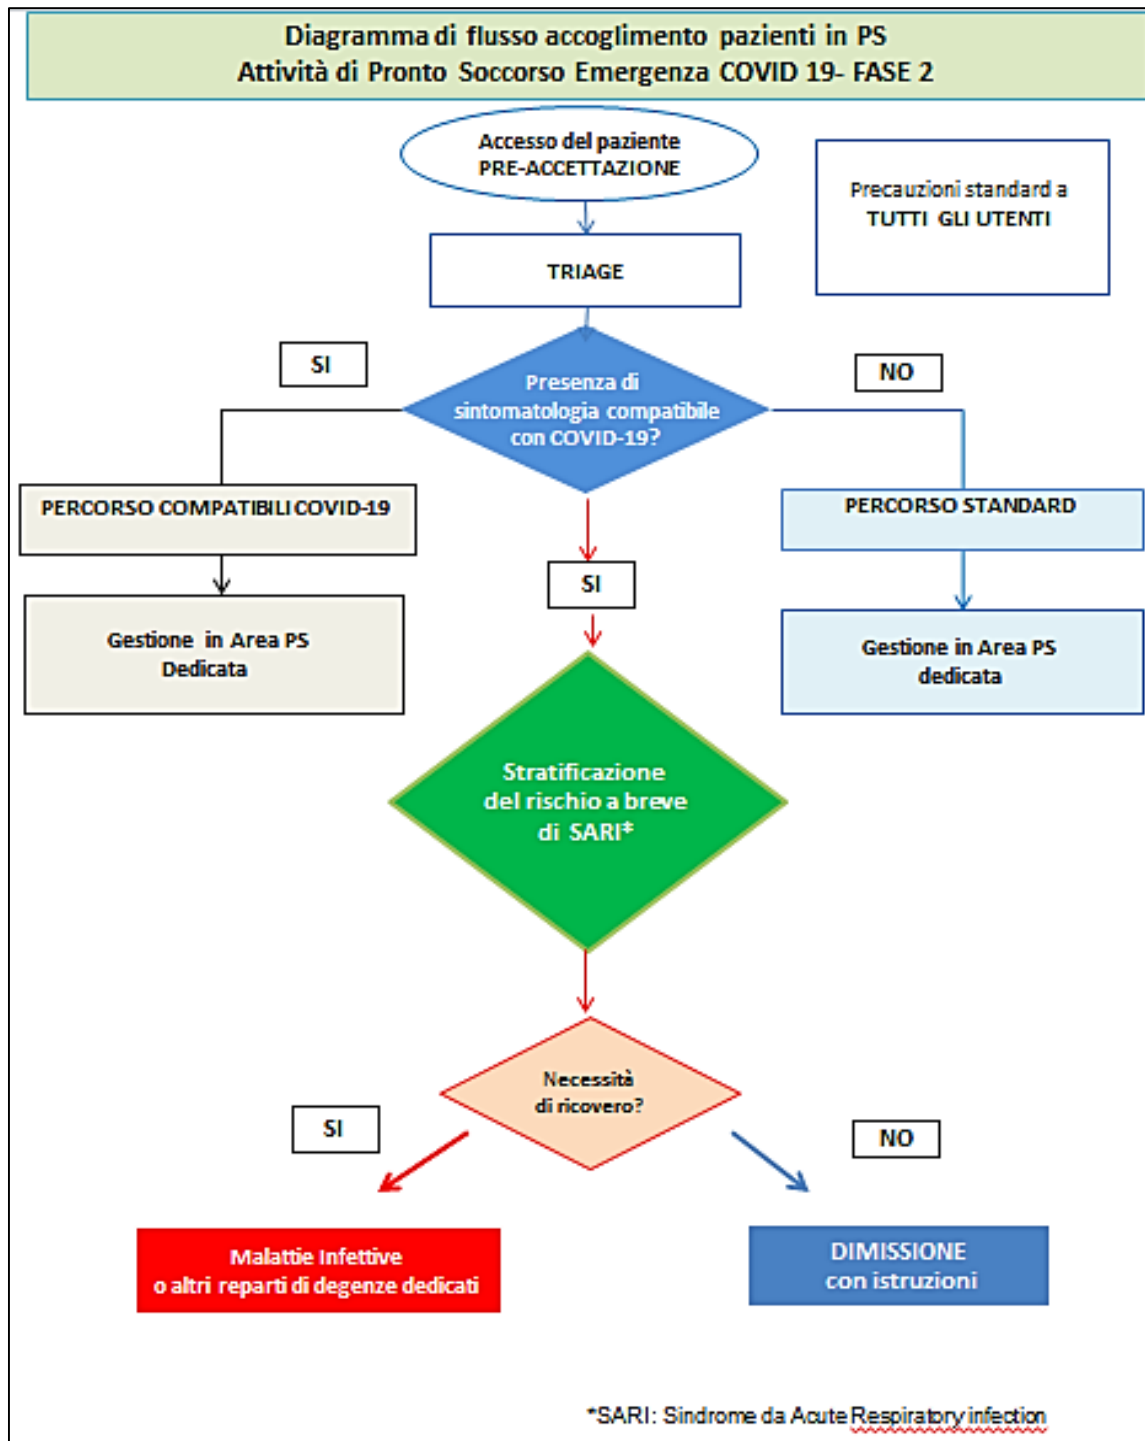 Diagramma di flusso accoglimento pazienti in PS
Attività di Pronto Soccorso Emergenza COVID 19- FASE 2
Accesso del paziente
PRE-ACCETTAZIONE
Precauzioni standard a
TUTTI GLI UTENTI
TRIAGE
SI
NO
Presenza di
sintomatologia compatibile
con COVID-19?
PERCORSO COMPATIBILI COVID-19
PERCORSO STANDARD
SI
Gestione in Area PS
Dedicata
Gestione in Area PS
dedicata
Stratificazione
del rischio a breve
di SARI*
Necessità
di ricovero?
SI
NO
Malattie Infettive
o altri reparti di degenze dedicati
DIMISSIONE
con istruzioni
*SARI: Sindrome da Acute Respiratory infection